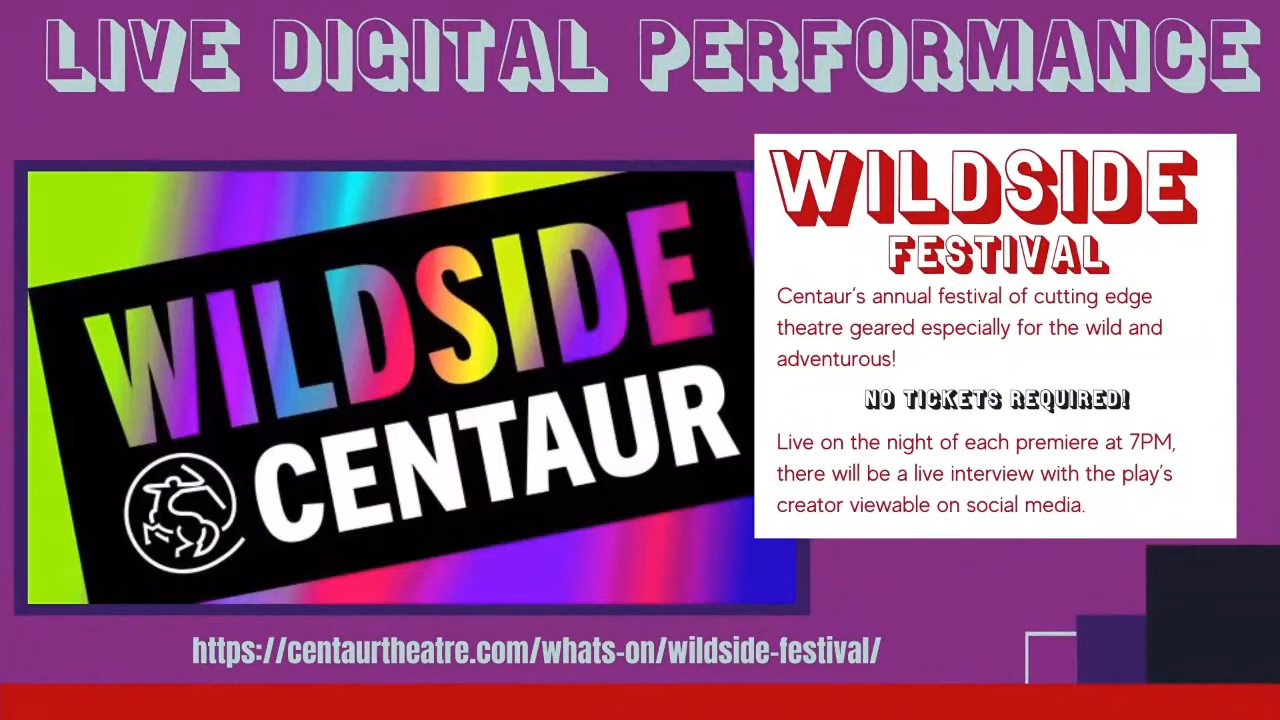 LIVE DIGITAL PERFORMANCE
WILDSIDE
CENTAUR
WILDSIDE
FESTIVAL
Centaur's annual festival of cutting edge
theatre geared especially for the wild and
adventurous!
NO TICKETS REQUIRED!
Live on the night of each premiere at 7PM,
there will be a live interview with the play's
creator viewable on social media.
https://centaurtheatre.com/whats-on/wildside-festival/